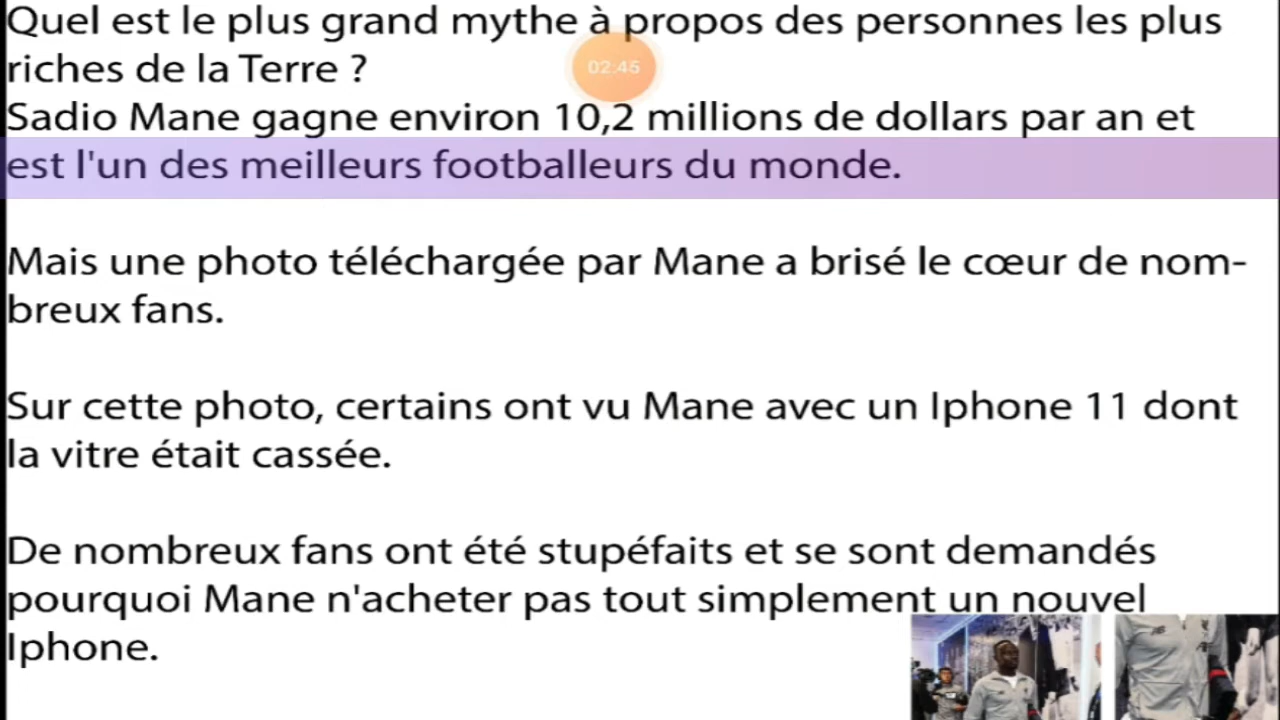 Quel est le plus grand mythe à propos des personnes les plus
riches de la Terre ?
02:45
Sadio Mane gagne environ 10,2 millions de dollars par an et
est l'un des meilleurs footballeurs du monde.
Mais une photo téléchargée par Mane a brisé le cœur de nom-
breux fans.
Sur cette photo, certains ont vu Mane avec un Iphone 11 dont
la vitre était cassée.
De nombreux fans ont été stupéfaits et se sont demandés
pourquoi Mane n'acheter pas tout simplement un nouvel
Iphone.